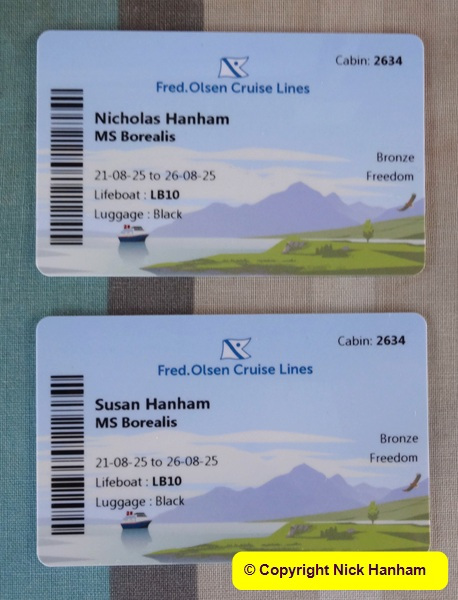 Cabin: 2634
Fred.Olsen Cruise Lines
Nicholas Hanham
MS Borealis
Bronze
21-08-25 to 26-08-25
Freedom
Lifeboat : LB10
Luggage : Black
Cabin: 2634
Fred.Olsen Cruise Lines
Susan Hanham
MS Borealis
Bronze
21-08-25 to 26-08-25
Freedom
Lifeboat : LB10
Luggage : Black
© Copyright Nick Hanham